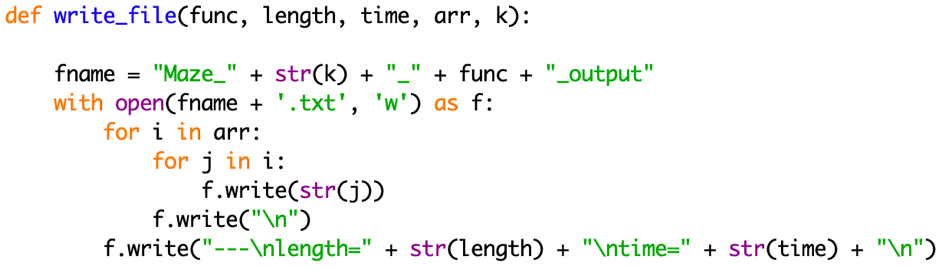 def write_file(func, length, time, arr, k):
    fname = "Maze_" + str(k) + "_" + func + "_output"
    with open(fname + '.txt', 'w') as f:
        for i in arr:
            for j in i:
                f.write(str(j))
            f.write("\n")
        f.write("---\nlength=" + str(length) + "\ntime=" + str(time) + "\n")